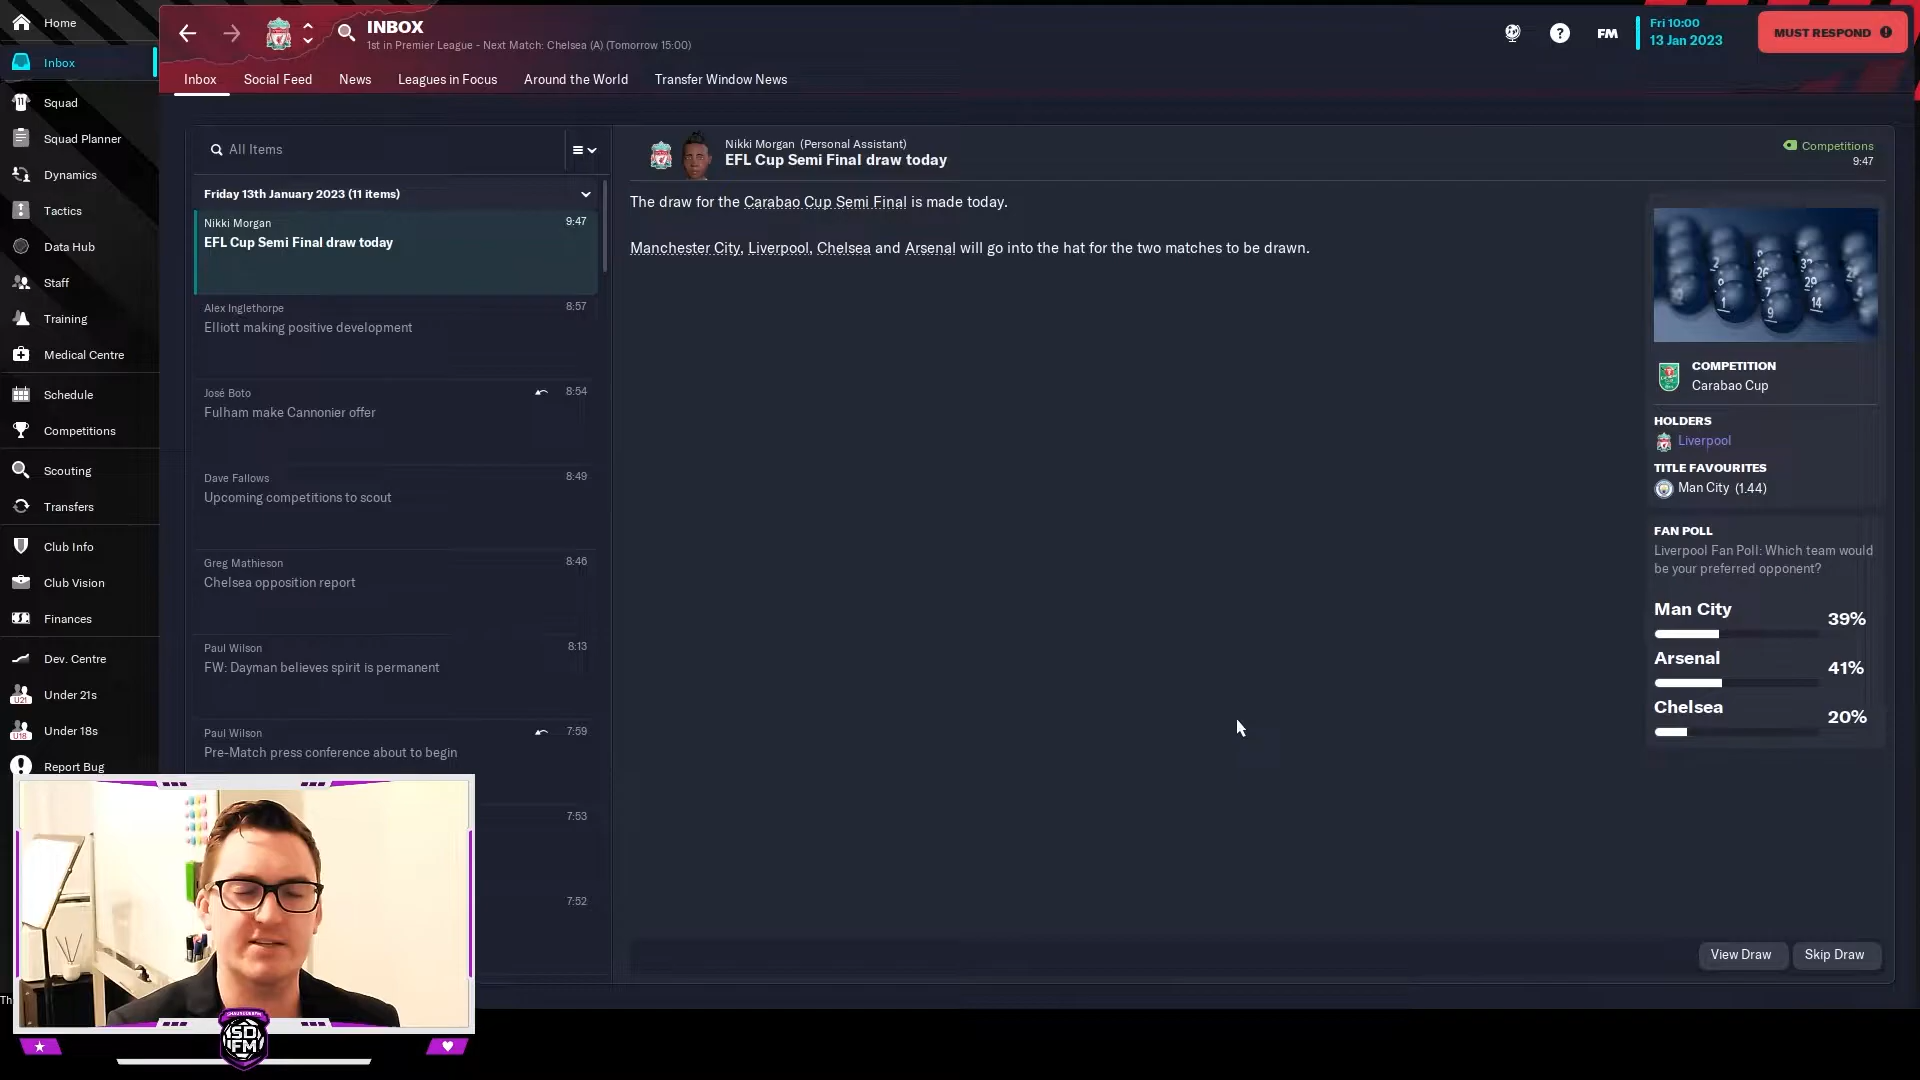 Home
Inbox
Squad
Squad Planner
Dynamics
Tactics
Data Hub
Staff
Training
Medical Centre
Schedule
Competitions
Scouting
Transfers
Club Info
Club Vision
Finances
Dev. Centre
Under 21s
Under 18s
Report Bug
INBOX
1st in Premier League - Next Match: Chelsea (A) (Tomorrow 15:00)
FM
Fri 10:00
13 Jan 2023
MUST RESPOND
Inbox Social Feed News Leagues in Focus Around the World Transfer Window News
All Items
Friday 13th January 2023 (11 items)
Nikki Morgan 9:47
EFL Cup Semi Final draw today
Alex Inglethorpe 8:57
Elliott making positive development
José Boto 8:54
Fulham make Cannonier offer
Dave Fallows 8:49
Upcoming competitions to scout
Greg Mathieson 8:46
Chelsea opposition report
Paul Wilson 8:13
FW: Dayman believes spirit is permanent
Paul Wilson 7:59
Pre-Match press conference about to begin
7:53
7:52
Nikki Morgan (Personal Assistant)
EFL Cup Semi Final draw today
Competitions
9:47
The draw for the Carabao Cup Semi Final is made today.
Manchester City, Liverpool, Chelsea and Arsenal will go into the hat for the two matches to be drawn.
COMPETITION
Carabao Cup
HOLDERS
Liverpool
TITLE FAVOURITES
Man City (1.44)
FAN POLL
Liverpool Fan Poll: Which team would
be your preferred opponent?
Man City 39%
Arsenal 41%
Chelsea 20%
View Draw Skip Draw
Th
SD
FM